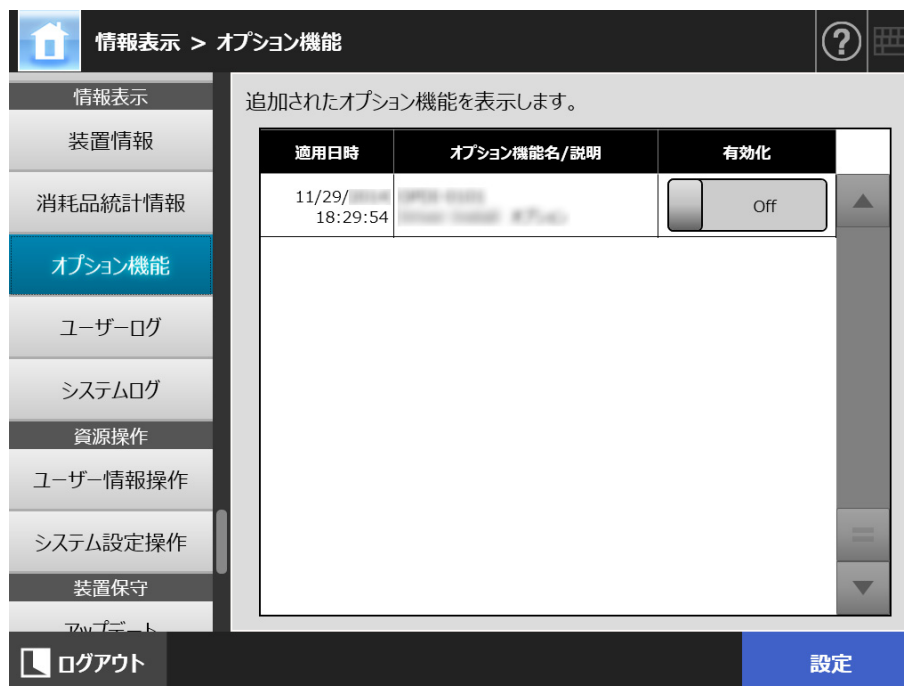 情報表示 > オプション機能
?
情報表示
装置情報
消耗品統計情報
オプション機能
ユーザーログ
システムログ
資源操作
ユーザー情報操作
システム設定操作
装置保守
アップデート
追加されたオプション機能を表示します。
適用日時 オプション機能名/説明 有効化
11/29/
18:29:54
Off
ログアウト
設定